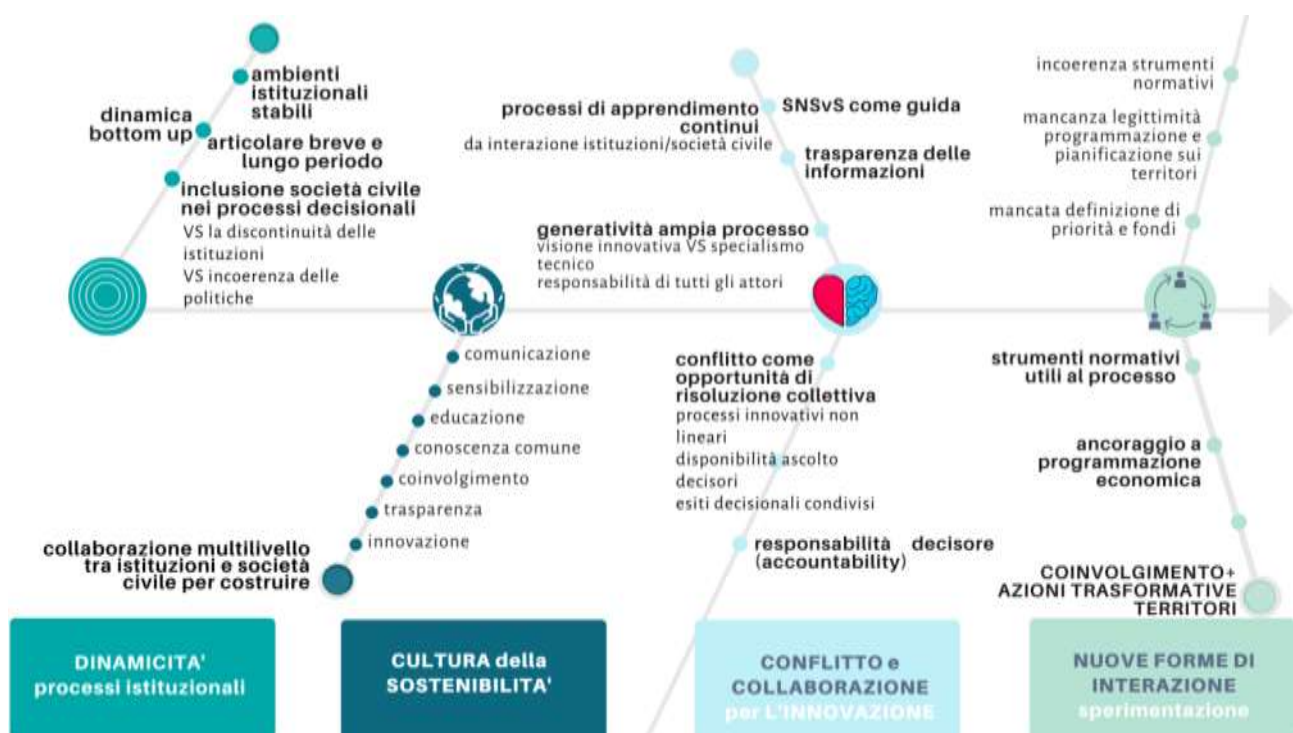 ambienti
istituzionali
stabili
dinamica
bottom up
articolare breve e
lungo periodo
inclusione società civile
nei processi decisionali
VS la discontinuità delle
istituzioni
VS incoerenza delle
politiche
comunicazione
sensibilizzazione
educazione
conoscenza comune
coinvolgimento
trasparenza
innovazione
collaborazione multilivello
tra istituzioni e società
civile per costruire
processi di apprendimento
continui
da interazione istituzioni/società civile
SNSvS come guida
trasparenza delle
informazioni
generatività ampia processo
visione innovativa VS specialismo
tecnico
responsabilità di tutti gli attori
conflitto come
opportunità di
risoluzione collettiva
processi innovativi non
lineari
disponibilità ascolto
decisori
esiti decisionali condivisi
responsabilità decisore
(accountability)
incoerenza strumenti
normativi
mancanza legittimità
programmazione e
pianificazione sui
territori
mancata definizione di
priorità e fondi
strumenti normativi
utili al processo
ancoraggio a
programmazione
economica
COINVOLGIMENTO+
AZIONI TRASFORMATIVE
TERRITORI
DINAMICITA'
processi istituzionali
CULTURA della
SOSTENIBILITA'
CONFLITTO e
COLLABORAZIONE
per L'INNOVAZIONE
NUOVE FORME DI
INTERAZIONE
sperimentazione